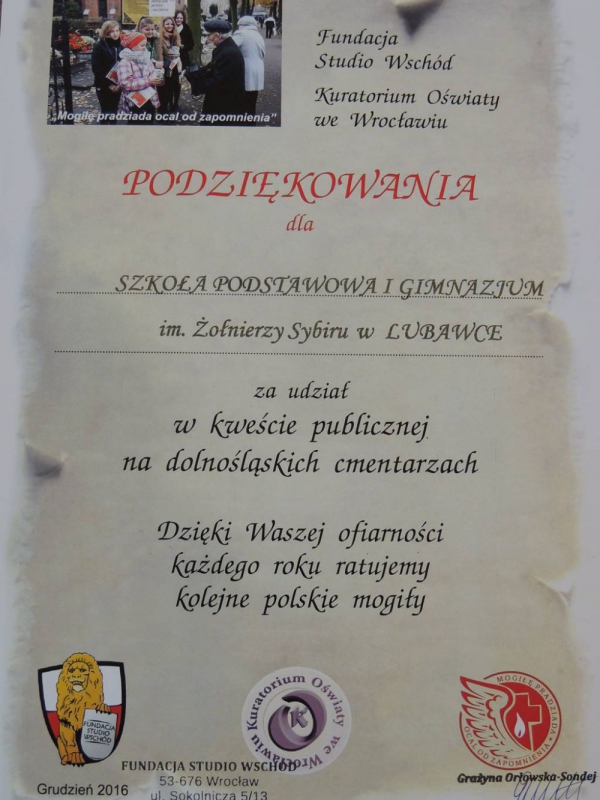 "Mogiłę pradziada ocal od zapomnienia"
Fundacja
Studio Wschód
Kuratorium Oświaty
we Wrocławiu
PODZIĘKOWANIA
dla
SZKOŁA PODSTAWOWA I GIMNAZJUM
im. Żołnierzy Sybiru w LUBAWCE
za udział
w kweście publicznej
na dolnośląskich cmentarzach
Dzięki Waszej ofiarności
każdego roku ratujemy
kolejne polskie mogiły
FUNDACJA
STUDIO
WSCHÓD
Kuratorium Oświaty we Wrocławiu
K
MOGIŁĘ PRADZIADA
OCAL OD ZAPOMNIENIA
FUNDACJA STUDIO WSCHÓD
53-676 Wrocław
ul. Sokolnicza 5/13
Grudzień 2016
Grażyna Orłowska-Sondej